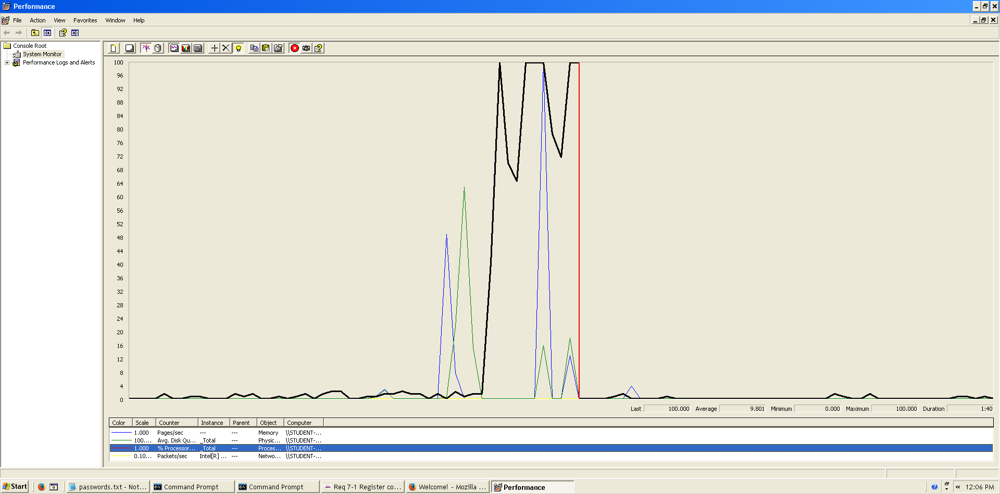 Performance
File Action View Favorites Window Help
Console Root
System Monitor
Performance Logs and Alerts
100
96
92
88
84
80
76
72
68
64
60
56
52
48
44
40
36
32
28
24
20
16
12
8
4
0
Last 100.000 Average 9.801 Minimum 0.000 Maximum 100.000 Duration 1:40
Color Scale Counter Instance Parent Object Computer
1.000 Pages/sec --- --- Memory \\STUDENT-...
100.... Avg. Disk Qu... _Total --- Physic... \\STUDENT-...
1.000 % Processor... _Total --- Proces... \\STUDENT-...
0.10... Packets/sec Intel[R] ... --- Netwo... \\STUDENT-...
Start passwords.txt - Not... Command Prompt Command Prompt Req 7-1 Register co... Welcome! - Mozilla ... Performance 12:06 PM